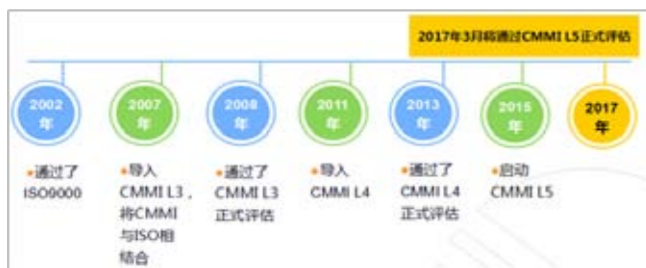 2017年3月将通过CMMI L5正式评估
2002
年
2007
年
2008
年
2011
年
2013
年
2015
年
2017
年
通过了
ISO9000
导入
CMMI L3，
将CMMI
与ISO相
结合
通过了
CMMI L3
正式评估
导入
CMMI L4
通过了
CMMI L4
正式评估
启动
CMMI L5